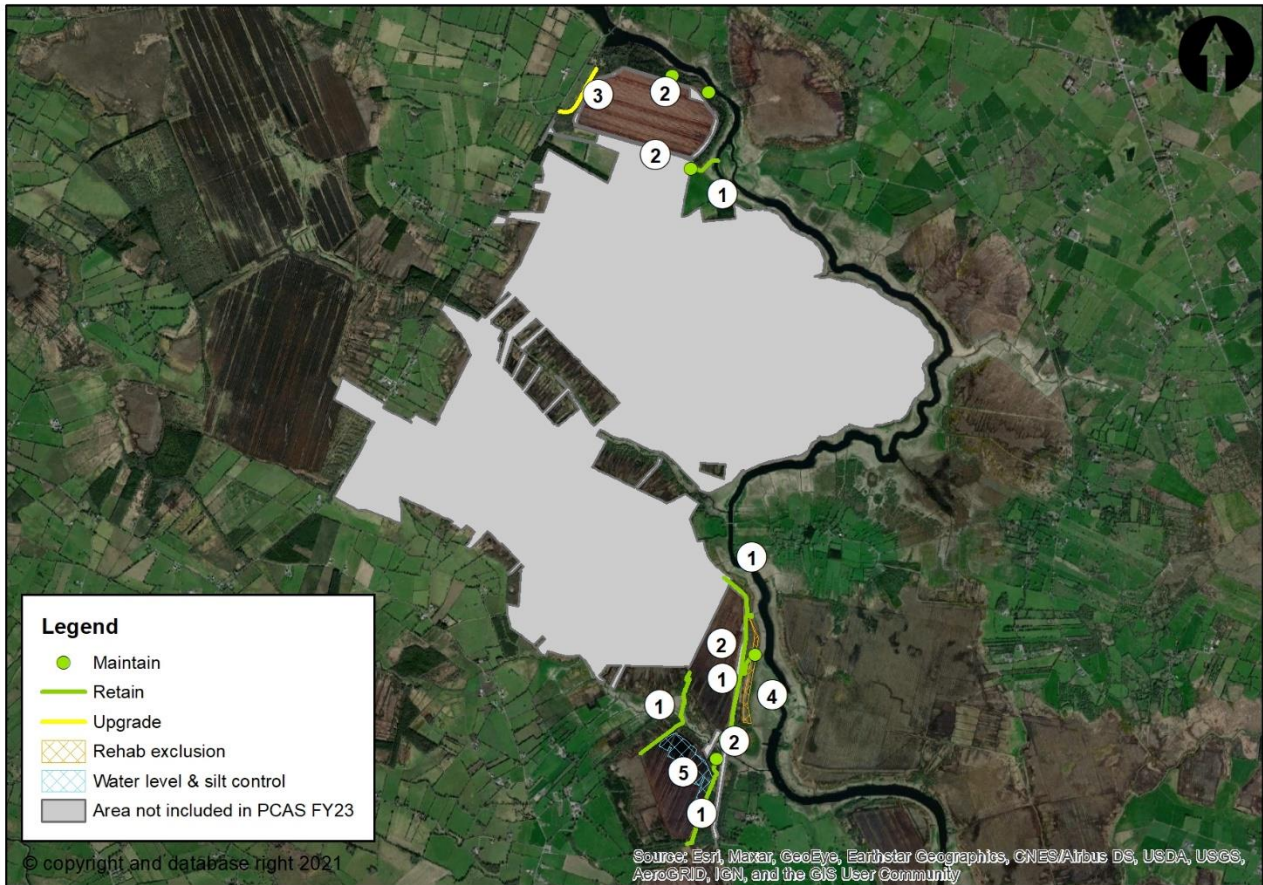 2
3
2
1
1
2
1
1
4
2
5
1
Legend
Maintain
Retain
Upgrade
Rehab exclusion
Water level & silt control
Area not included in PCAS FY23
© copyright and database right 2021
Source: Esri, Maxar, GeoEye, Earthstar Geographics, CNES/Airbus DS, USDA, USGS,
AeroGRID, IGN, and the GIS User Community